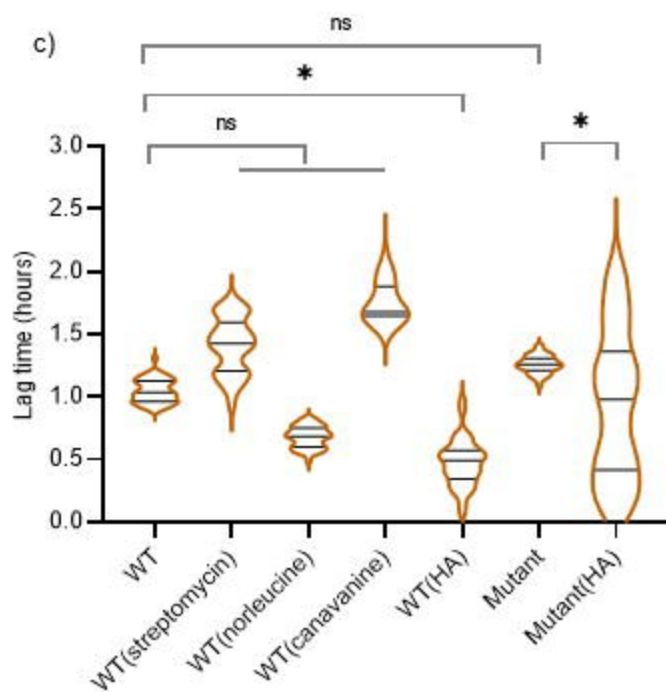 ns
c)
*
ns
*
3.0
2.5
2.0
1.5
1.0
0.5
0.0
Lag time (hours)
WT
WT(streptomycin)
WT(norleucine)
WT(canavanine)
WT(HA)
Mutant
Mutant(HA)